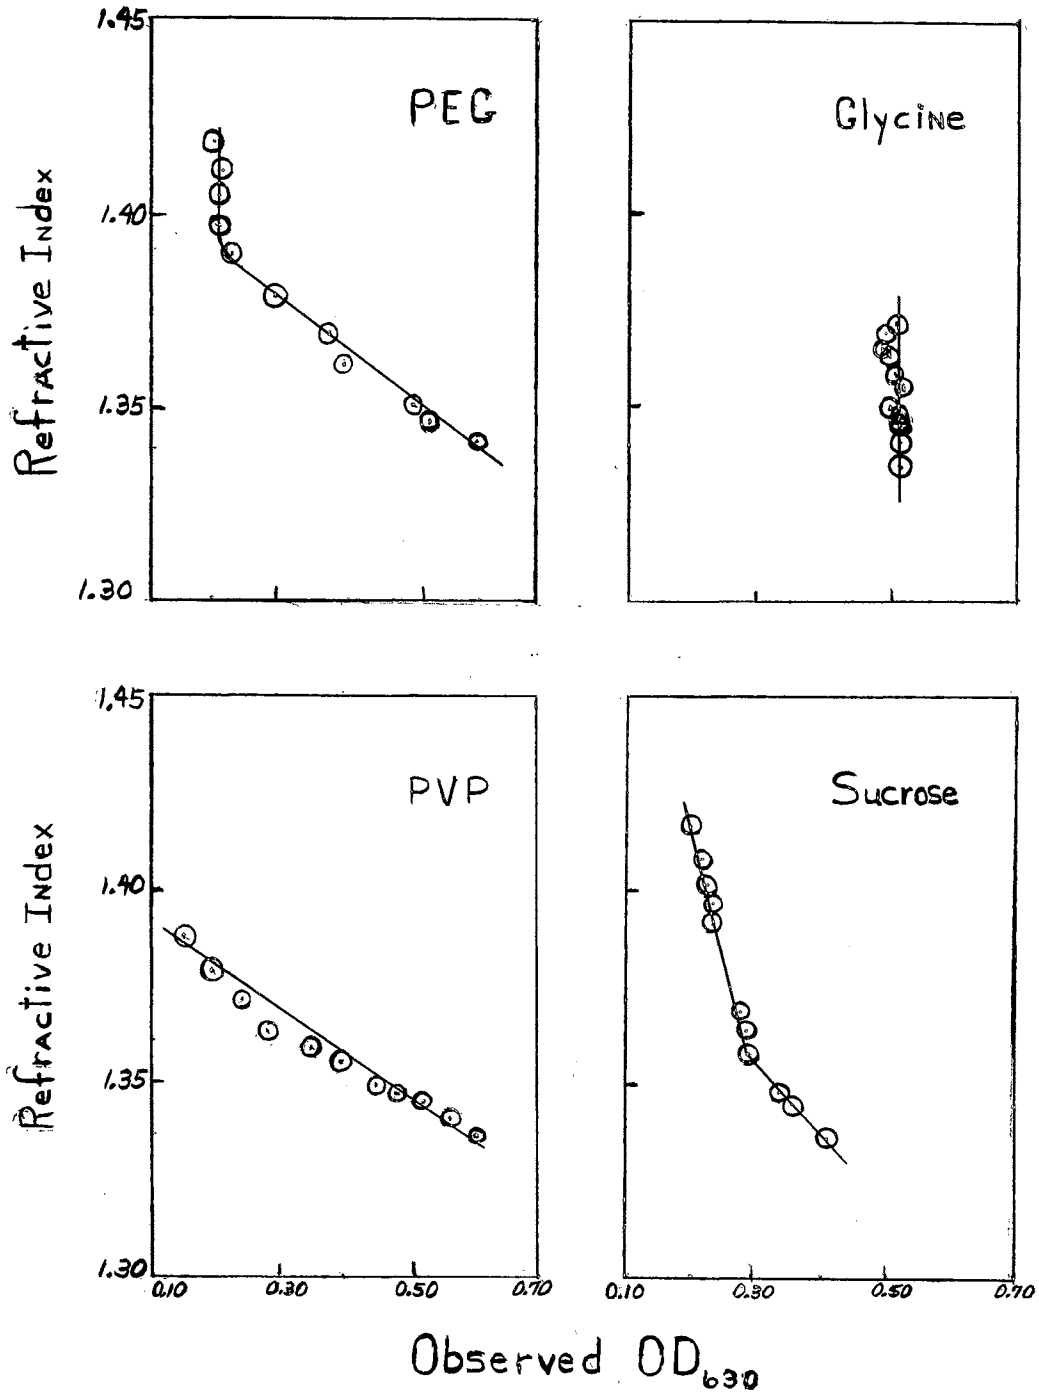 1.45
PEG
Glycine
1.40
Refractive Index
1.35
1.30
1.45
PVP
Sucrose
1.40
Refractive Index
1.35
1.30
0.10 0.30 0.50 0.70 0.10 0.30 0.50 0.70
Observed OD630